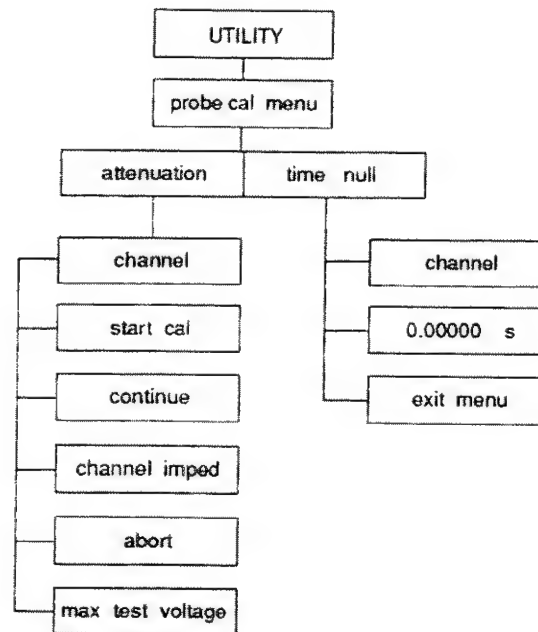 UTILITY
probe cal menu
attenuation
time null
channel
start cal
continue
channel imped
abort
max test voltage
channel
0.00000 s
exit menu